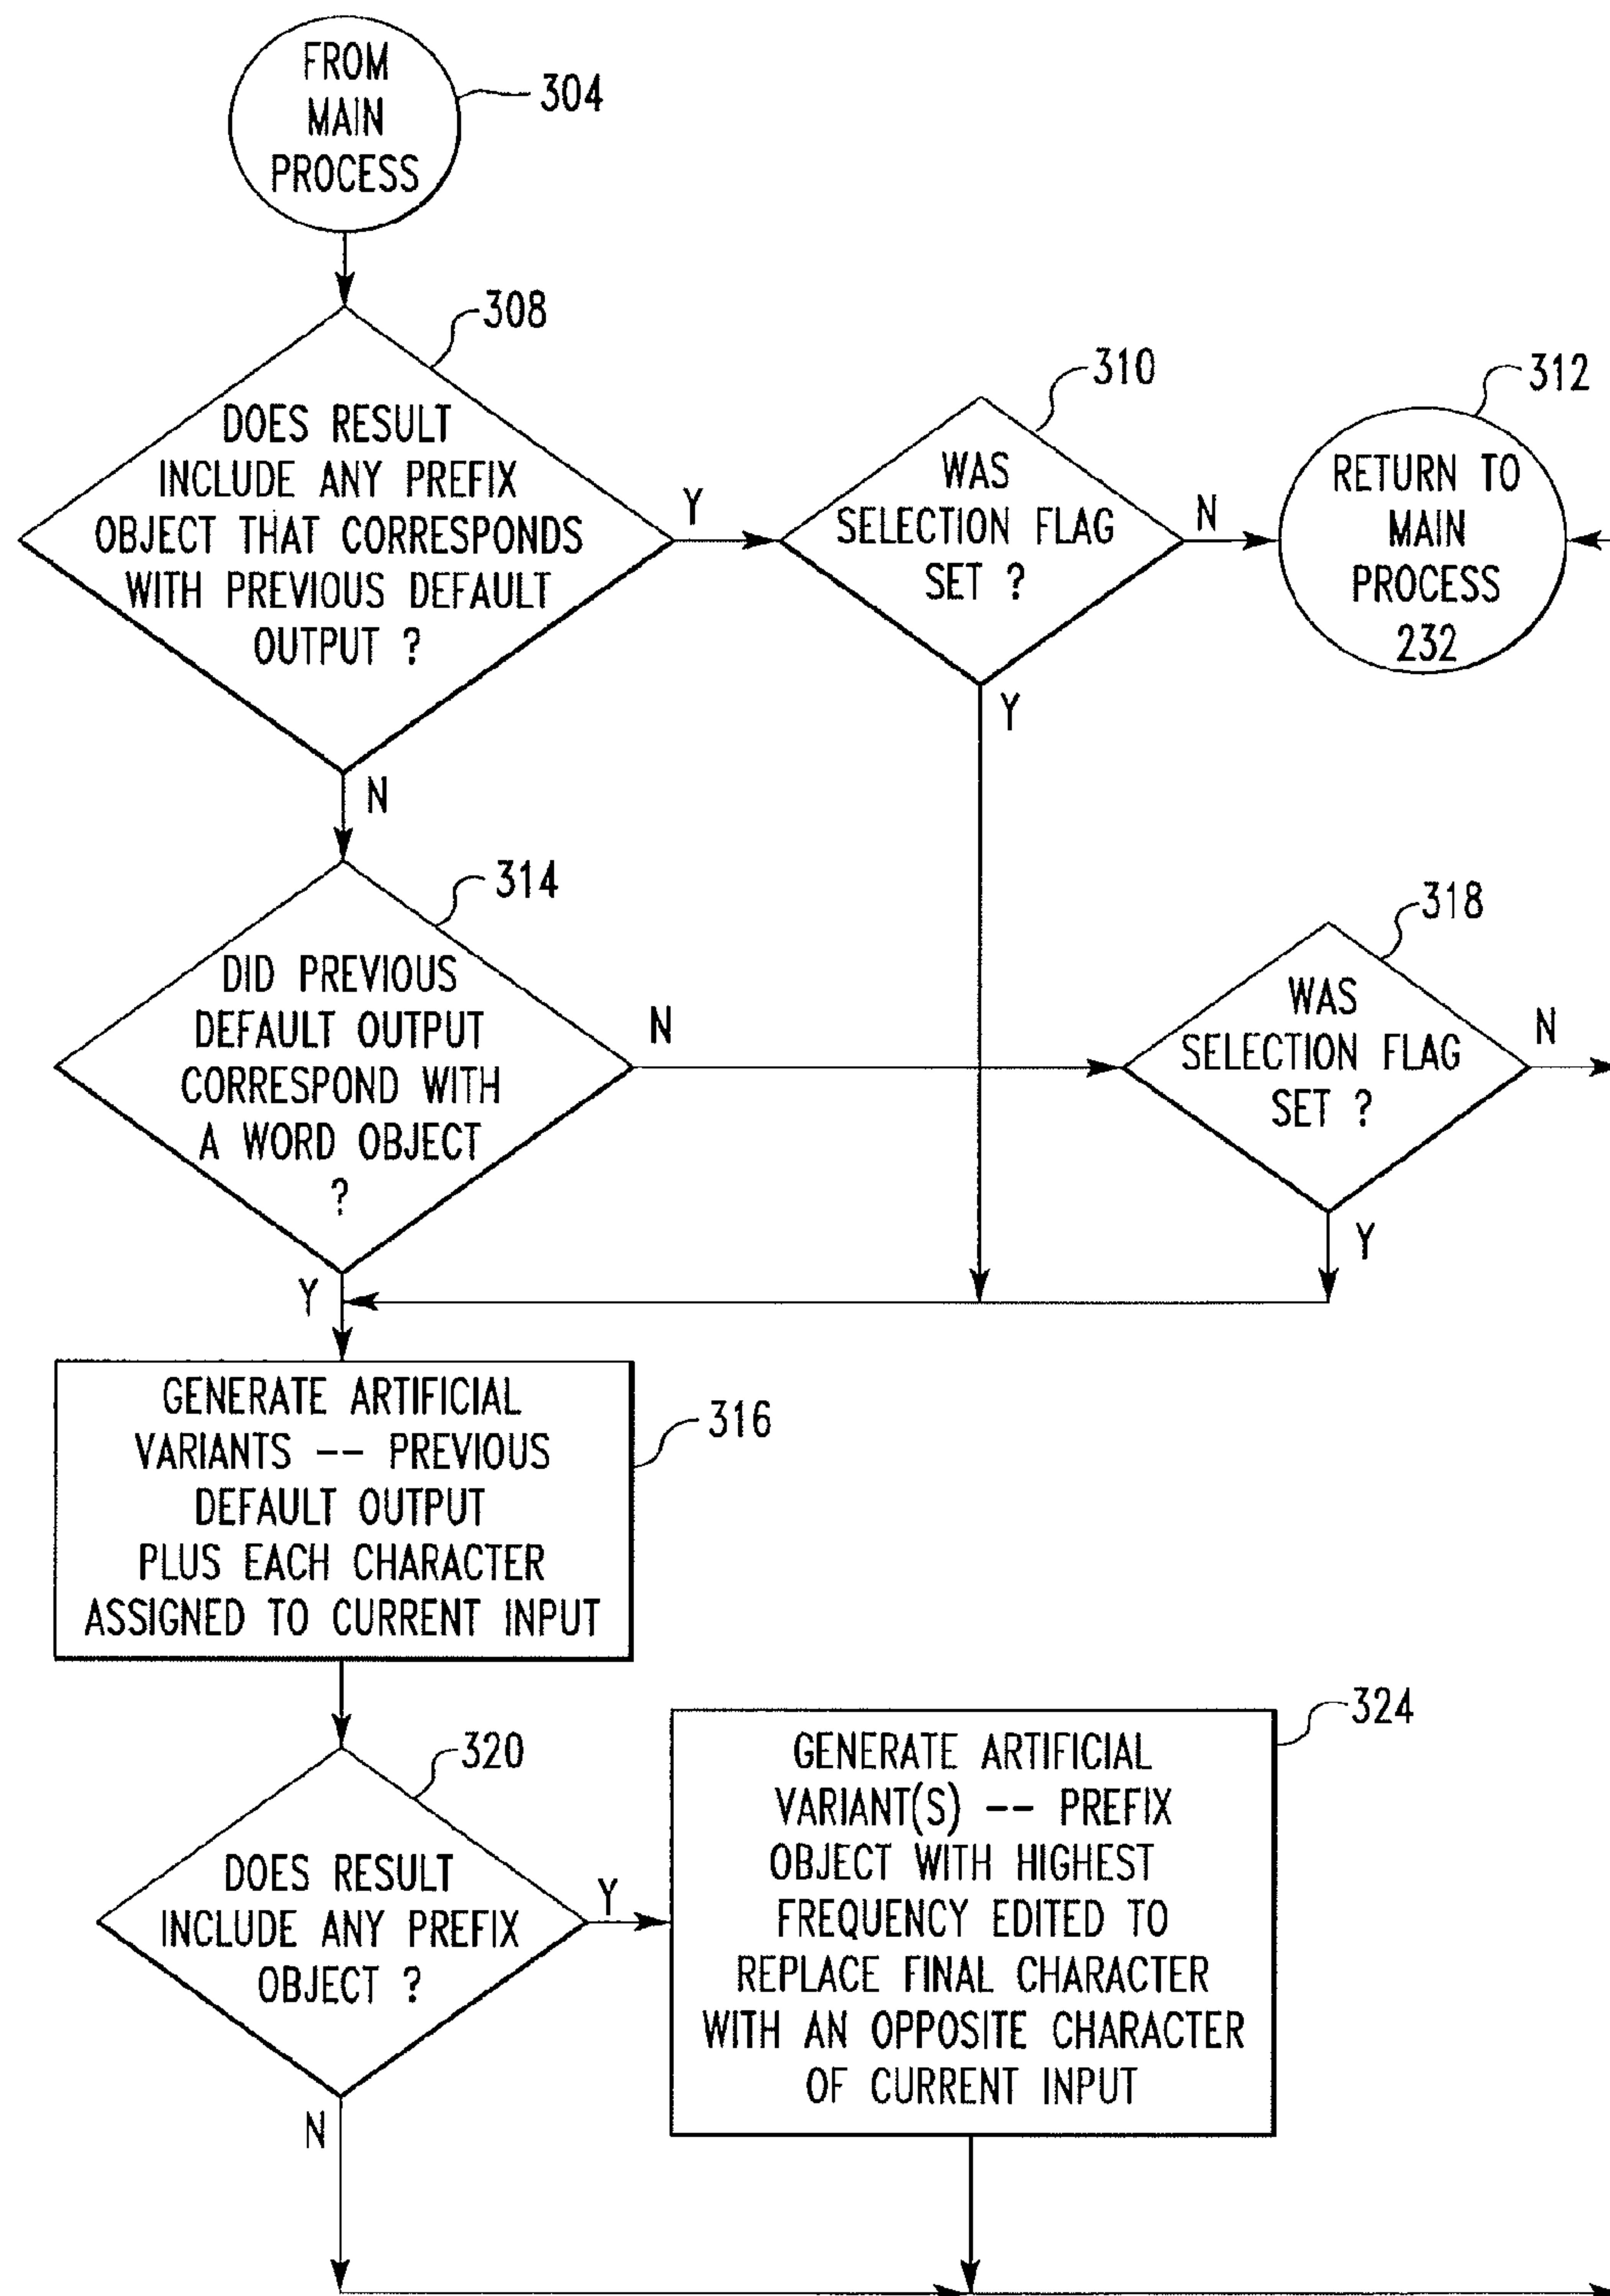 FROM
MAIN
PROCESS
304
308
DOES RESULT
INCLUDE ANY PREFIX
OBJECT THAT CORRESPONDS
WITH PREVIOUS DEFAULT
OUTPUT ?
Y
N
310
WAS
SELECTION FLAG
SET ?
N
Y
312
RETURN TO
MAIN
PROCESS
232
314
DID PREVIOUS
DEFAULT OUTPUT
CORRESPOND WITH
A WORD OBJECT
?
N
Y
318
WAS
SELECTION FLAG
SET ?
N
Y
GENERATE ARTIFICIAL
VARIANTS -- PREVIOUS
DEFAULT OUTPUT
PLUS EACH CHARACTER
ASSIGNED TO CURRENT INPUT
316
320
DOES RESULT
INCLUDE ANY PREFIX
OBJECT ?
Y
N
324
GENERATE ARTIFICIAL
VARIANT(S) -- PREFIX
OBJECT WITH HIGHEST
FREQUENCY EDITED TO
REPLACE FINAL CHARACTER
WITH AN OPPOSITE CHARACTER
OF CURRENT INPUT